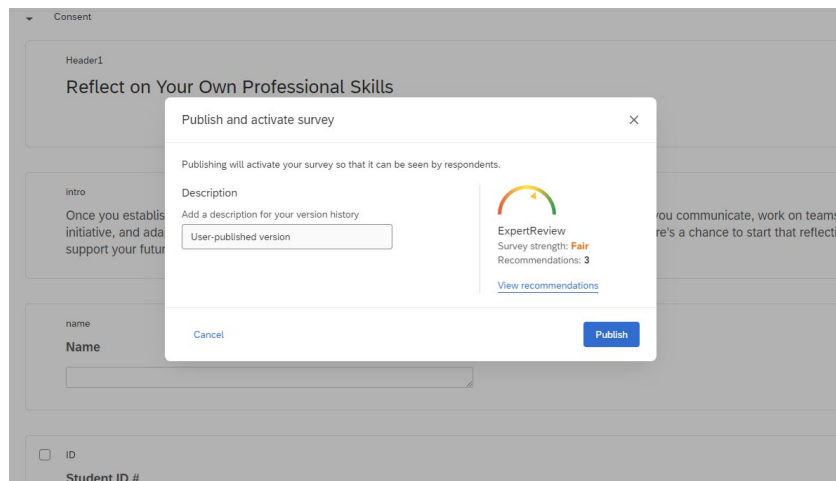 Consent
Header1
Reflect on Your Own Professional Skills
Publish and activate survey
Publishing will activate your survey so that it can be seen by respondents.
Description
Add a description for your version history
User-published version
ExpertReview
Survey strength: Fair
Recommendations: 3
View recommendations
Cancel
Publish
intro
Once you establis
you communicate, work on teams
initiative, and ada
re's a chance to start that reflecti
support your futur
name
Name
ID
Student ID #